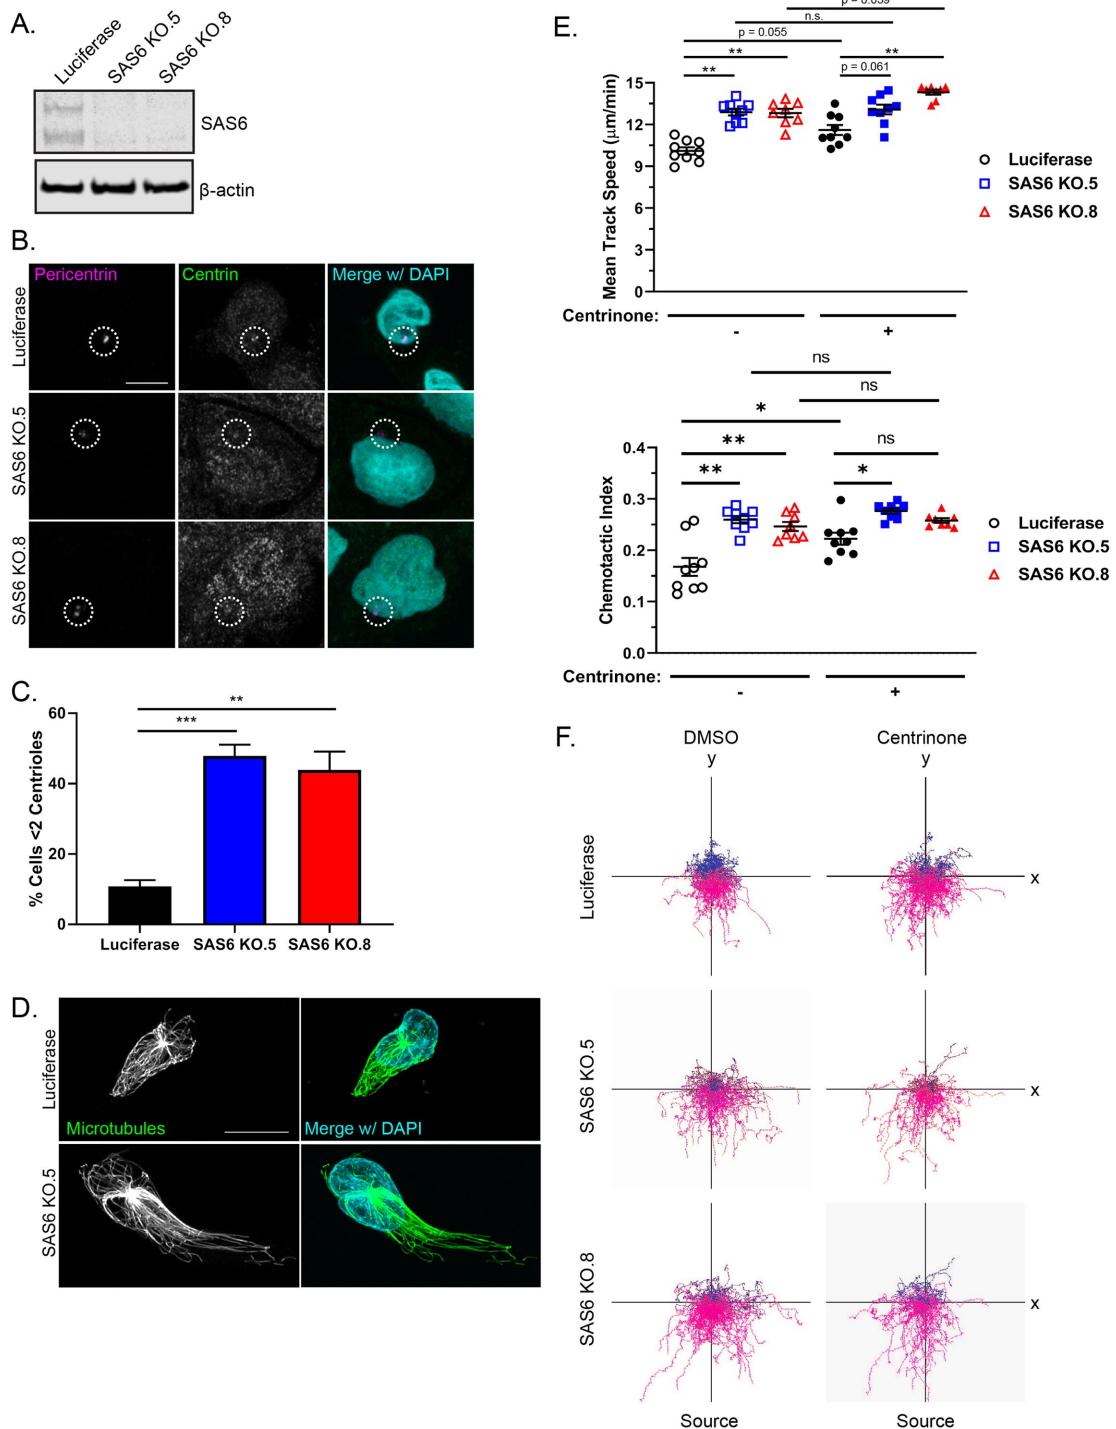 A.
Luciferase
SAS6 KO.5
SAS6 KO.8
SAS6
β-actin
B.
Pericentrin
Centrin
Merge w/ DAPI
Luciferase
SAS6 KO.5
SAS6 KO.8
C.
% Cells <2 Centrioles
60
40
20
0
***
**
Luciferase
SAS6 KO.5
SAS6 KO.8
D.
Luciferase
Microtubules
Merge w/ DAPI
SAS6 KO.5
E.
n.s.
p = 0.055
**
**
**
p = 0.061
Mean Track Speed (μm/min)
15
12
9
6
3
0
Luciferase
SAS6 KO.5
SAS6 KO.8
Centrinone:
-
+
ns
ns
*
**
ns
**
*
Chemotactic Index
0.4
0.3
0.2
0.1
0.0
Luciferase
SAS6 KO.5
SAS6 KO.8
Centrinone:
-
+
F.
DMSO
Centrinone
y
y
Luciferase
x
SAS6 KO.5
x
SAS6 KO.8
x
Source
Source